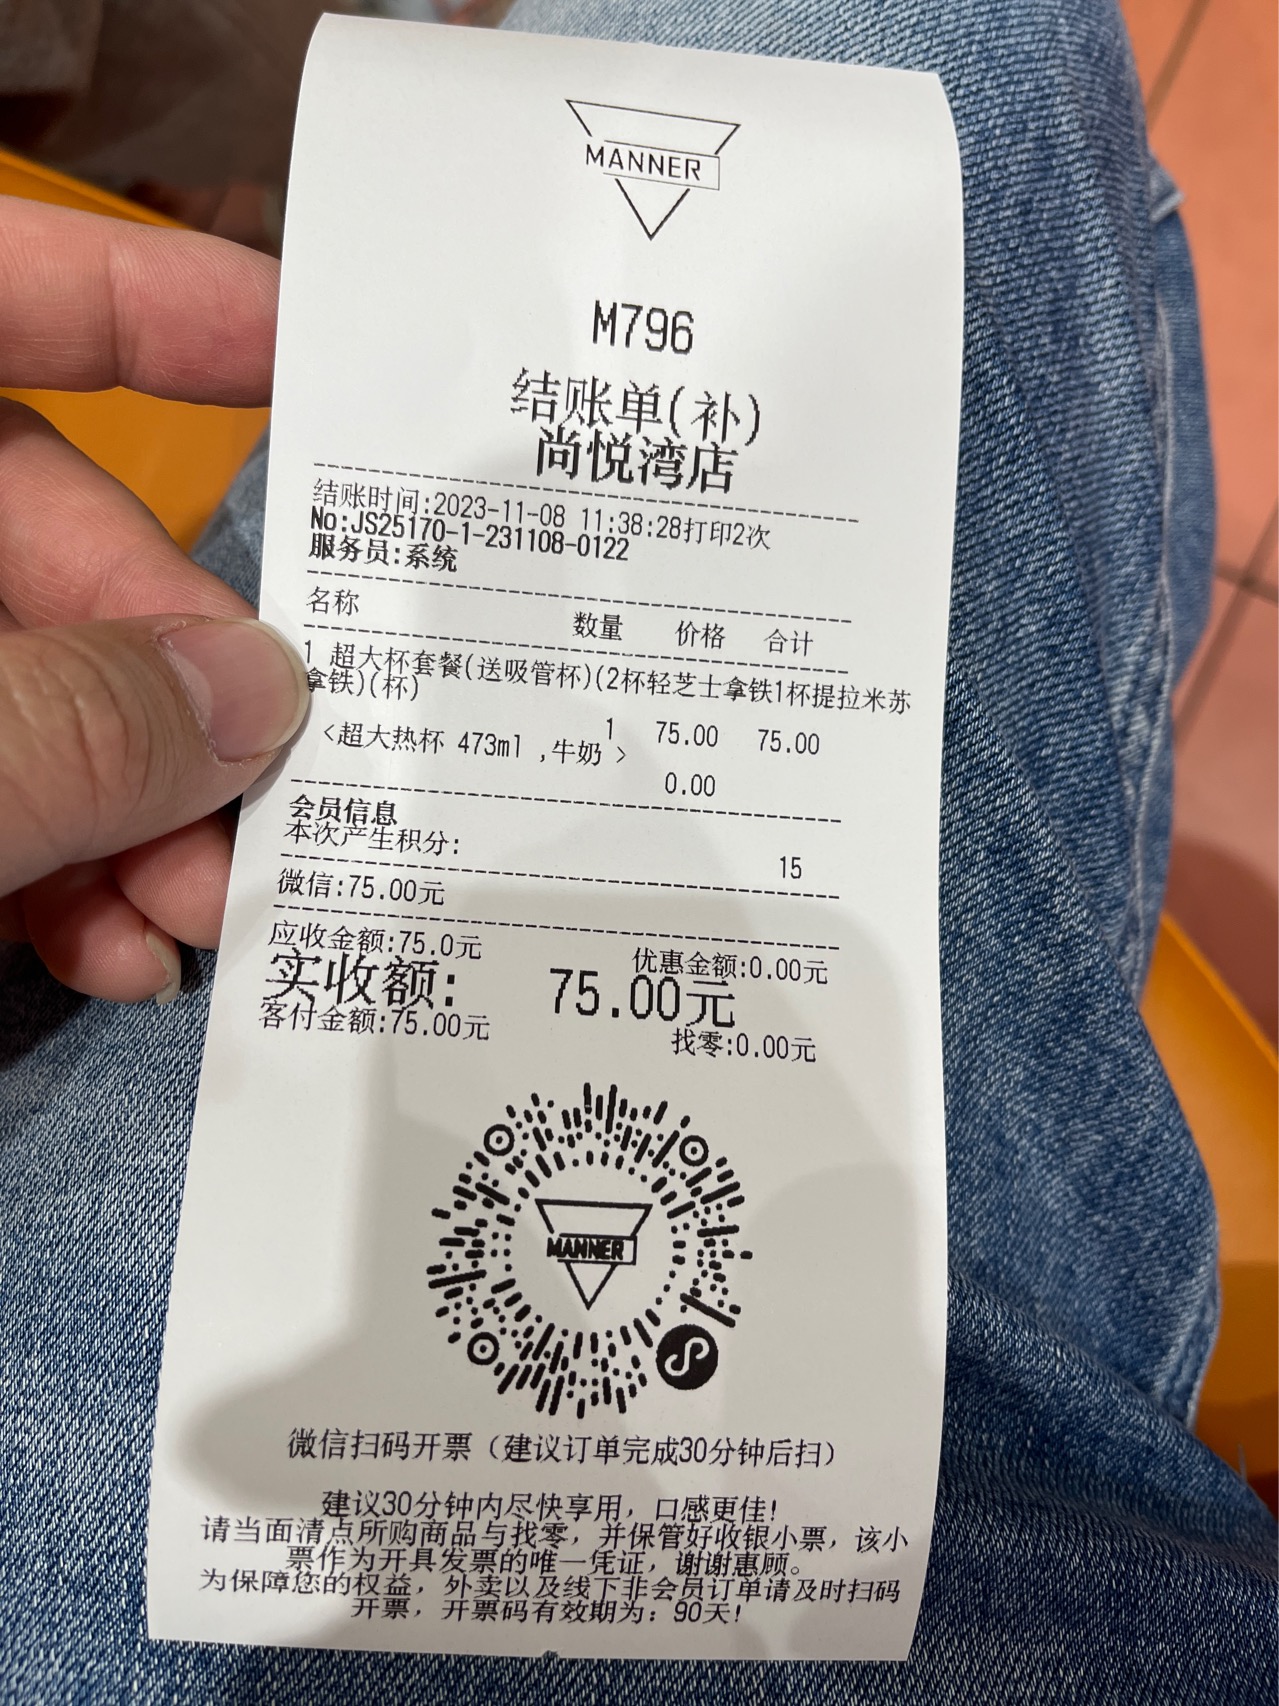 MANNER
M796
结账单(补)
尚悦湾店
结账时间:2023-11-08 11:38:28打印2次
No:JS25170-1-231108-0122
服务员:系统
名称 数量 价格 合计
1 超大杯套餐(送吸管杯)(2杯轻芝士拿铁1杯提拉米苏
拿铁)(杯)
1 75.00 75.00
<超大热杯 473ml ,牛奶 >
0.00
会员信息
本次产生积分: 15
微信:75.00元
应收金额:75.0元 优惠金额:0.00元
实收额: 75.00元
客付金额:75.00元 找零:0.00元
MANNER
微信扫码开票（建议订单完成30分钟后扫）
建议30分钟内尽快享用，口感更佳!
请当面清点所购商品与找零，并保管好收银小票，该小
票作为开具发票的唯一凭证，谢谢惠顾。
为保障您的权益，外卖以及线下非会员订单请及时扫码
开票，开票码有效期为：90天!